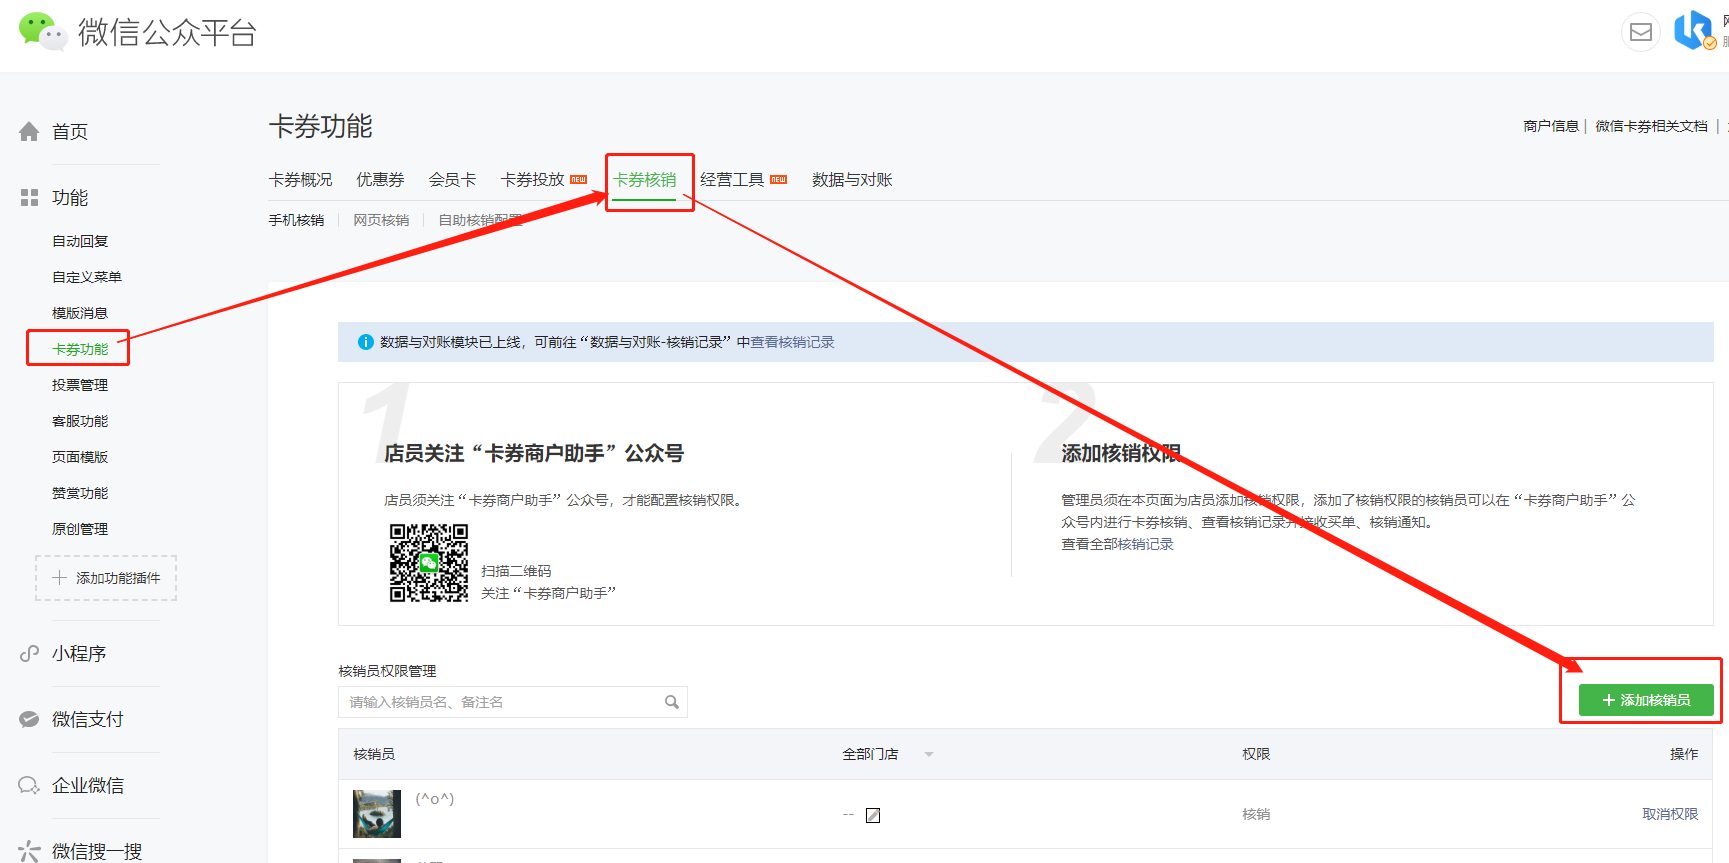 微信公众平台
首页
功能
自动回复
自定义菜单
模版消息
卡券功能
投票管理
客服功能
页面模版
赞赏功能
原创管理
添加功能插件
小程序
微信支付
企业微信
微信搜一搜
卡券功能
商户信息 | 微信卡券相关文档 |
卡券概况 优惠券 会员卡 卡券投放 NEW 卡券核销 经营工具 NEW 数据与对账
手机核销 网页核销 自助核销配置
数据与对账模块已上线，可前往“数据与对账-核销记录”中查看核销记录
1
店员关注“卡券商户助手”公众号
店员须关注“卡券商户助手”公众号，才能配置核销权限。
扫描二维码
关注“卡券商户助手”
2
添加核销权限
管理员须在本页面为店员添加核销权限，添加了核销权限的核销员可以在“卡券商户助手”公
众号内进行卡券核销、查看核销记录并接收买单、核销通知。
查看全部核销记录
核销员权限管理
请输入核销员名、备注名
添加核销员
核销员 全部门店 权限 操作
(^o^) -- 核销 取消权限